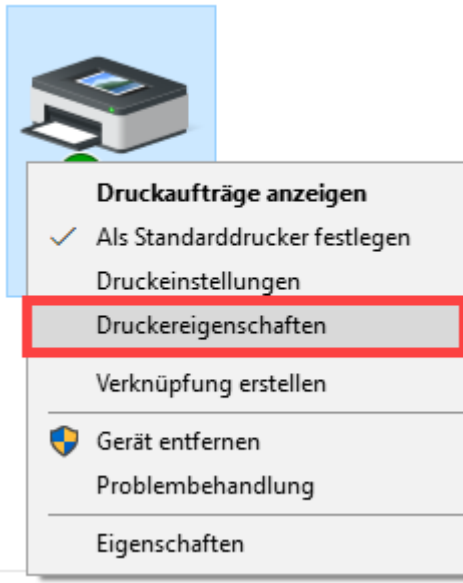 Druckaufträge anzeigen
Als Standarddrucker festlegen
Druckeinstellungen
Druckereigenschaften
Verknüpfung erstellen
Gerät entfernen
Problembehandlung
Eigenschaften